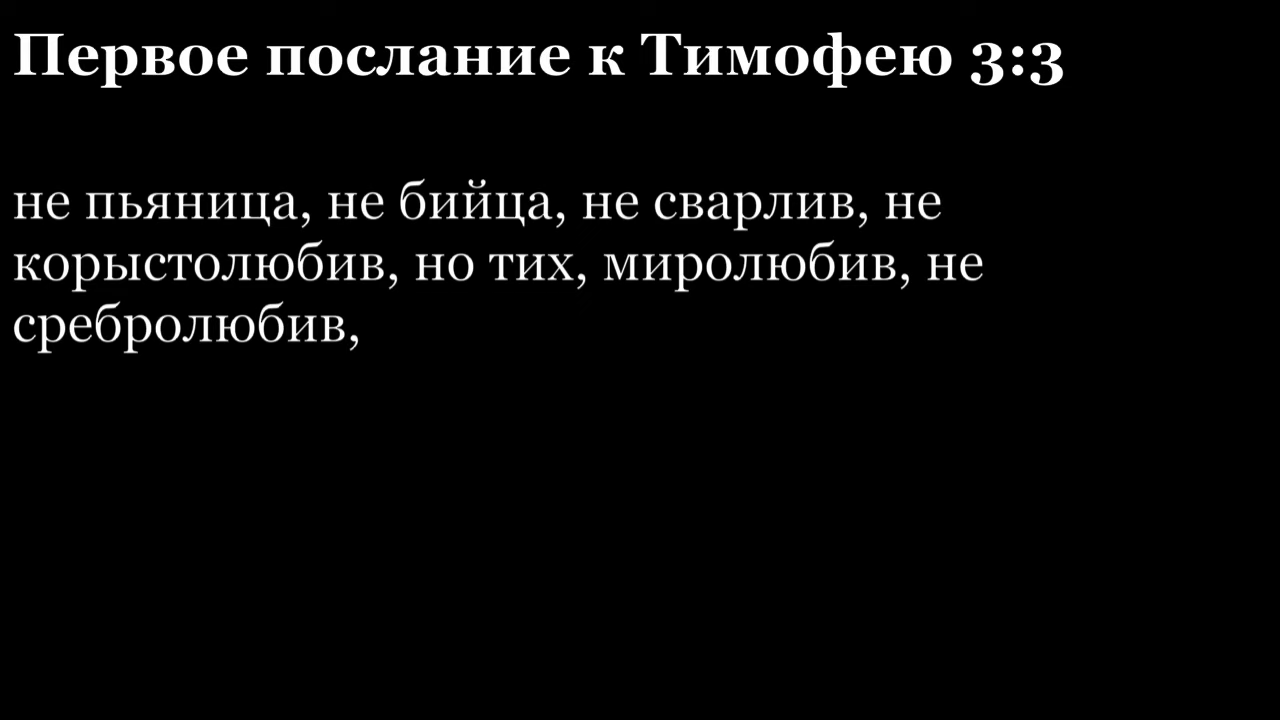 Первое послание к Тимофею 3:3
не пьяница, не бийца, не сварлив, не
корыстолюбив, но тих, миролюбив, не
сребролюбив,